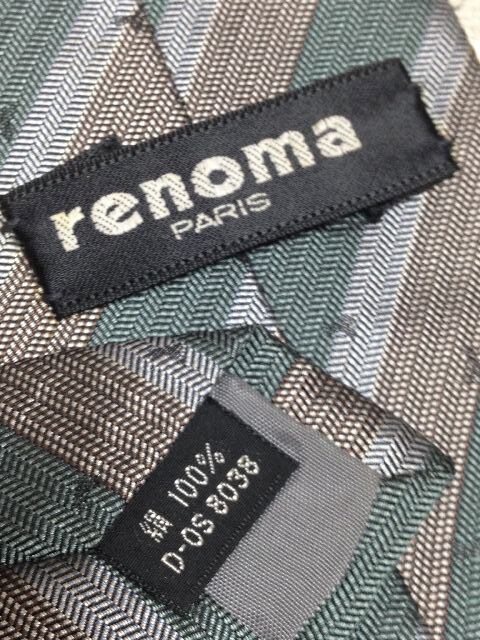 renoma
PARIS
絹 100%
D-OS 8038